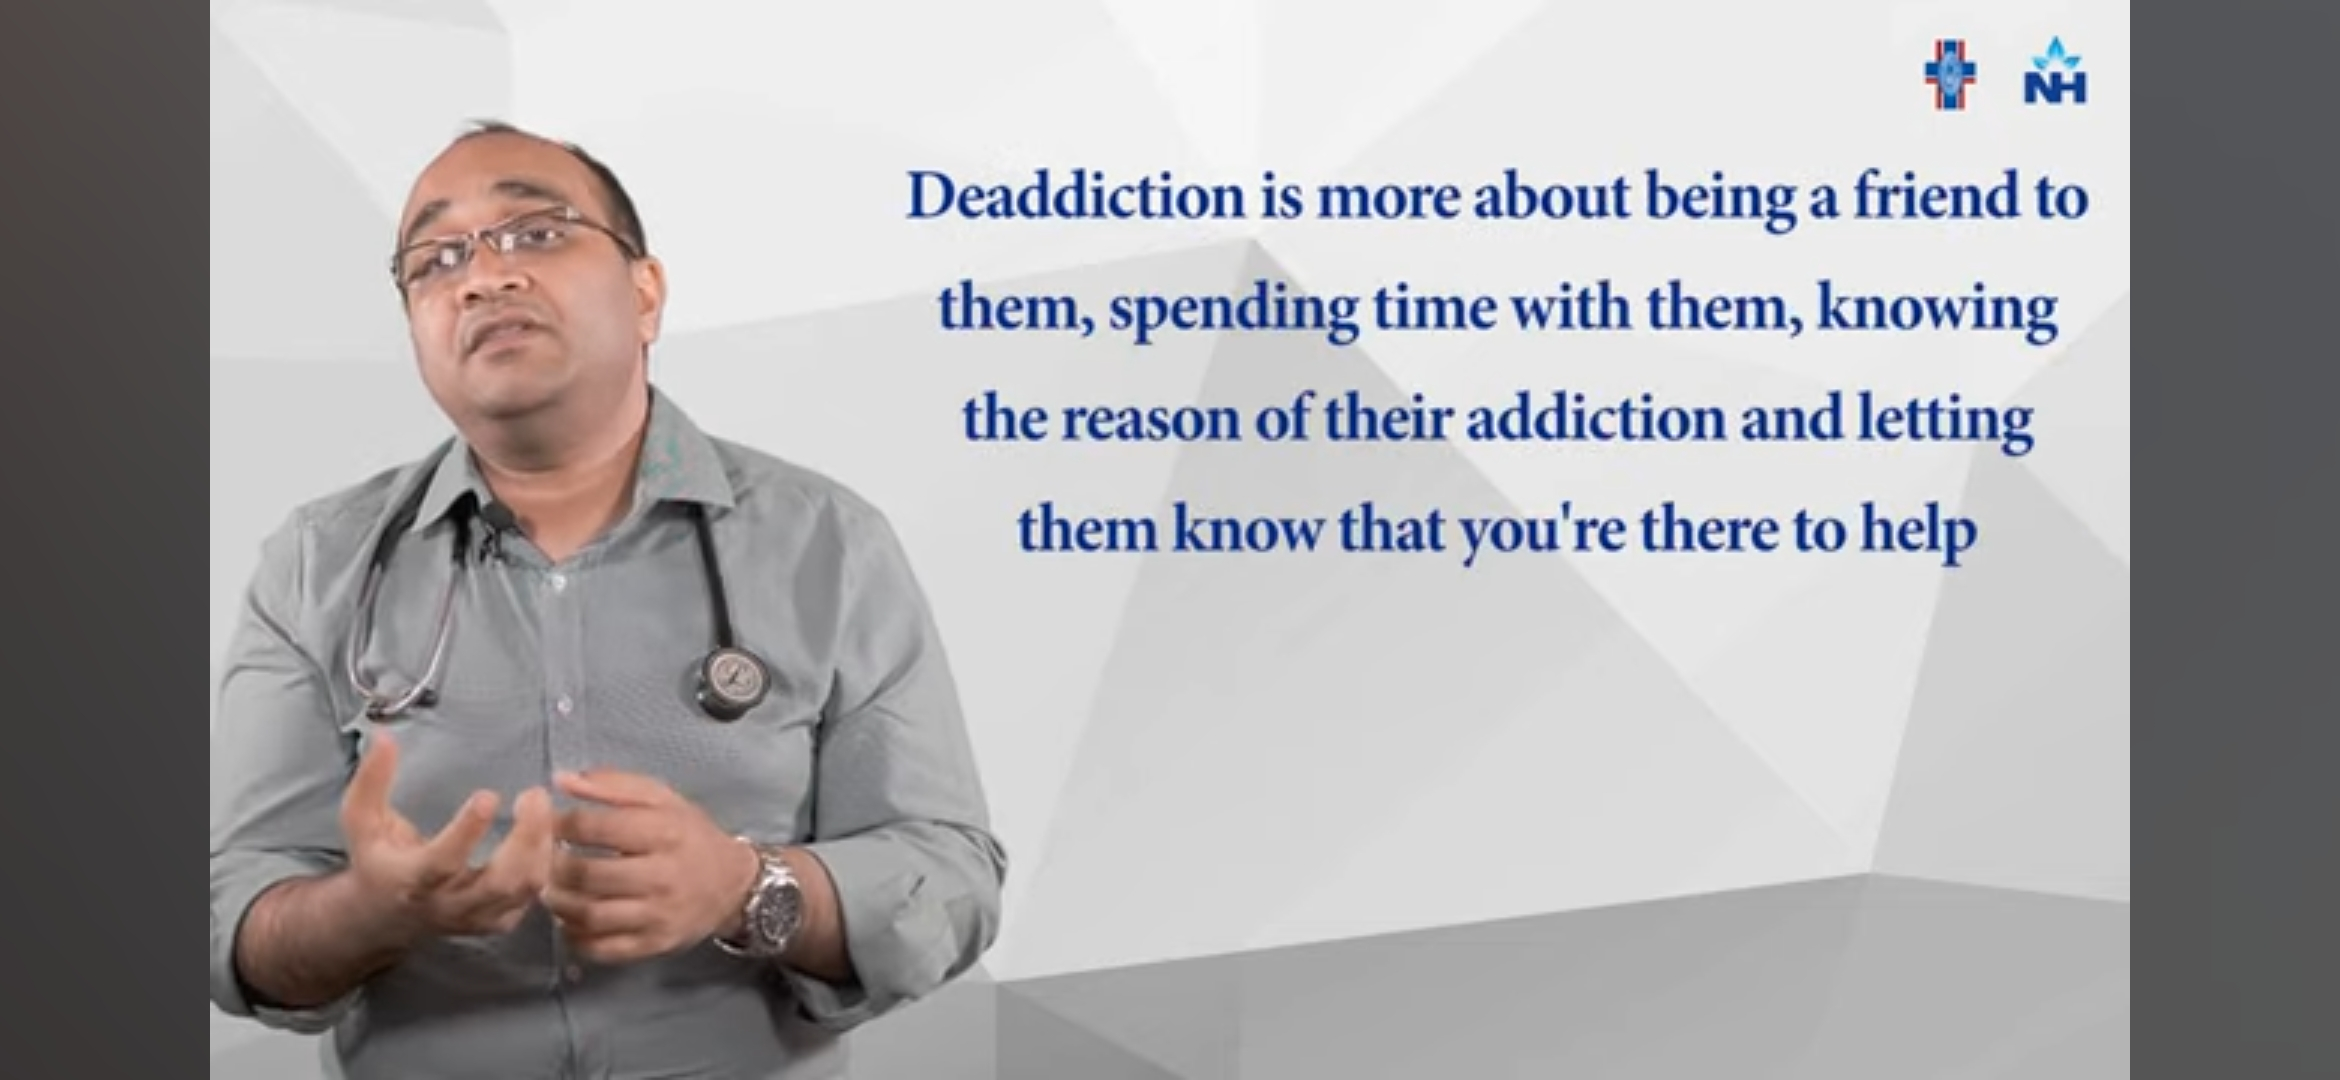 NH
Deaddiction is more about being a friend to
them, spending time with them, knowing
the reason of their addiction and letting
them know that you're there to help